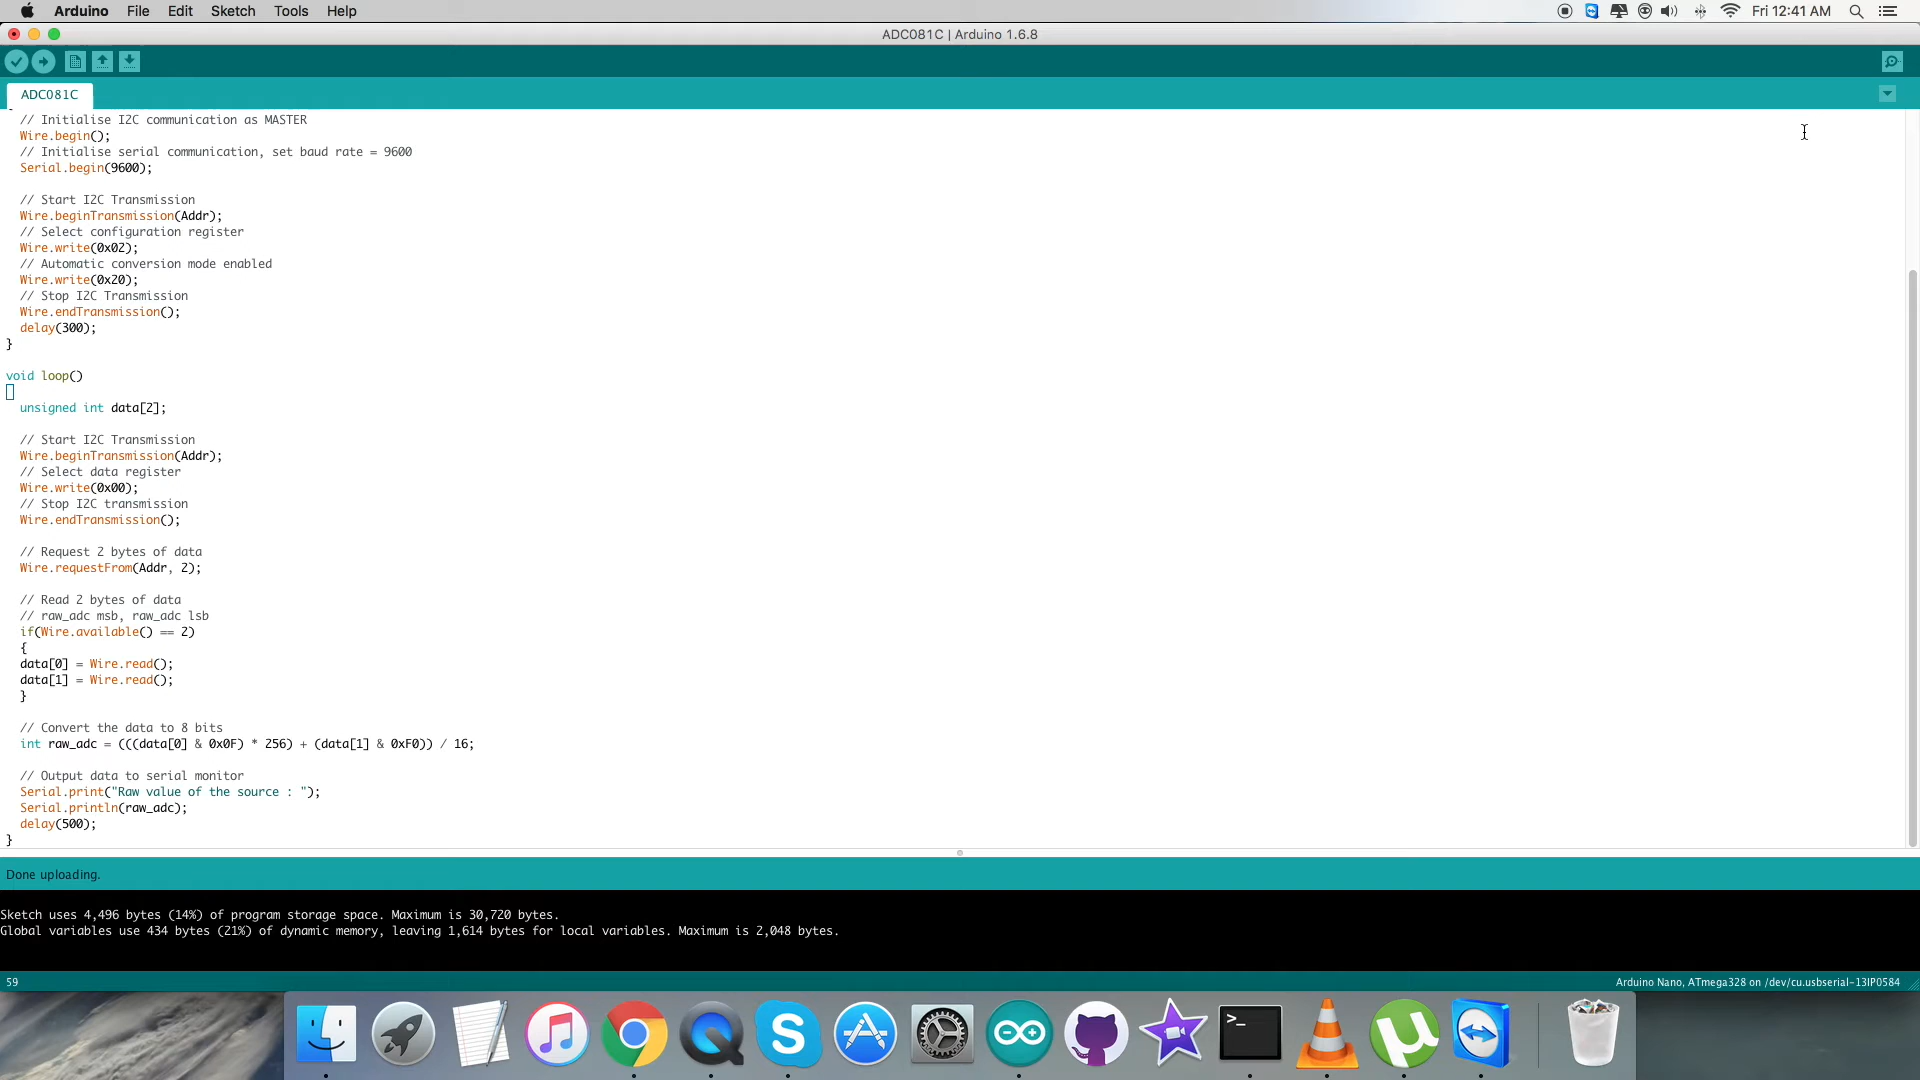 Arduino File Edit Sketch Tools Help Fri 12:41 AM
ADC081C | Arduino 1.6.8
ADC081C
// Initialise I2C communication as MASTER
Wire.begin();
// Initialise serial communication, set baud rate = 9600
Serial.begin(9600);
// Start I2C Transmission
Wire.beginTransmission(Addr);
// Select configuration register
Wire.write(0x02);
// Automatic conversion mode enabled
Wire.write(0x20);
// Stop I2C Transmission
Wire.endTransmission();
delay(300);
}
void loop()
unsigned int data[2];
// Start I2C Transmission
Wire.beginTransmission(Addr);
// Select data register
Wire.write(0x00);
// Stop I2C transmission
Wire.endTransmission();
// Request 2 bytes of data
Wire.requestFrom(Addr, 2);
// Read 2 bytes of data
// raw_adc msb, raw_adc lsb
if(Wire.available() == 2)
{
data[0] = Wire.read();
data[1] = Wire.read();
}
// Convert the data to 8 bits
int raw_adc = (((data[0] & 0x0F) * 256) + (data[1] & 0xF0)) / 16;
// Output data to serial monitor
Serial.print("Raw value of the source : ");
Serial.println(raw_adc);
delay(500);
}
Done uploading.
Sketch uses 4,496 bytes (14%) of program storage space. Maximum is 30,720 bytes.
Global variables use 434 bytes (21%) of dynamic memory, leaving 1,614 bytes for local variables. Maximum is 2,048 bytes.
59 Arduino Nano, ATmega328 on /dev/cu.usbserial-13IP0584